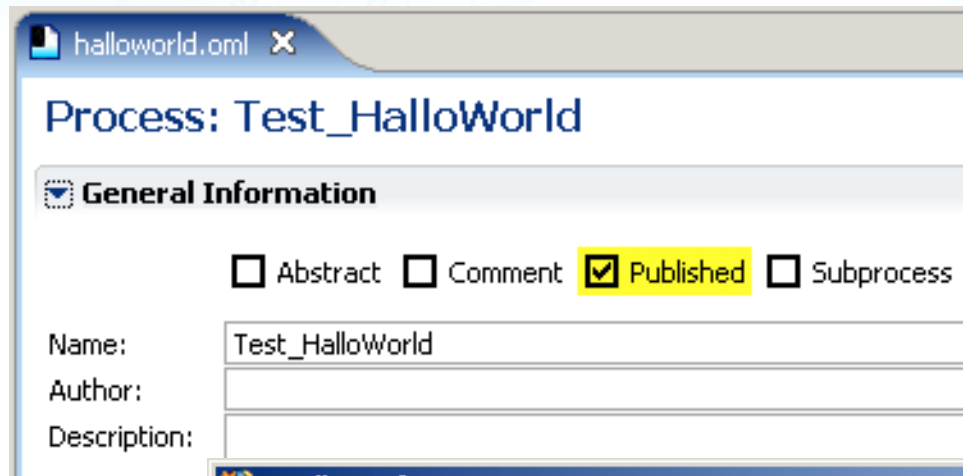 halloworld.oml
Process: Test_HalloWorld
General Information
Abstract Comment Published Subprocess
Name: Test_HalloWorld
Author:
Description: